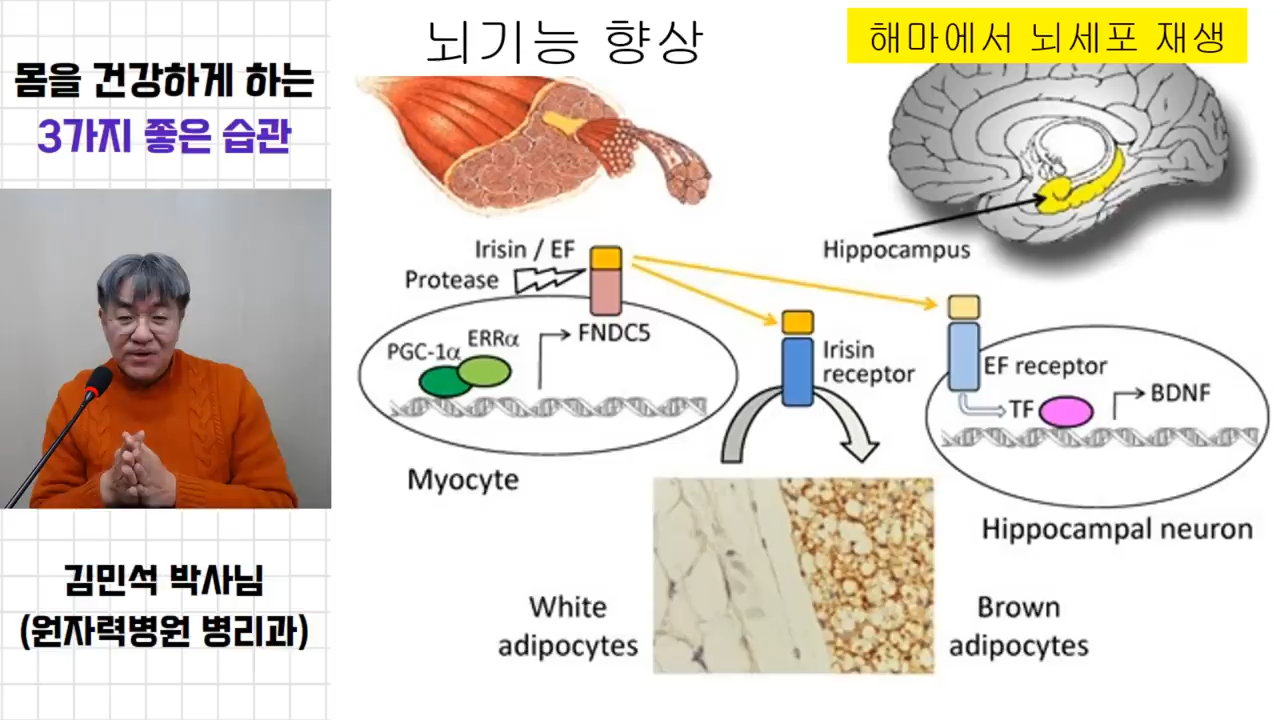 몸을 건강하게 하는
3가지 좋은 습관
김민석 박사님
(원자력병원 병리과)
뇌기능 향상
해마에서 뇌세포 재생
Hippocampus
Irisin / EF
Protease
FNDC5
ERRα
PGC-1α
Myocyte
Irisin
receptor
EF receptor
TF
BDNF
Hippocampal neuron
White
adipocytes
Brown
adipocytes